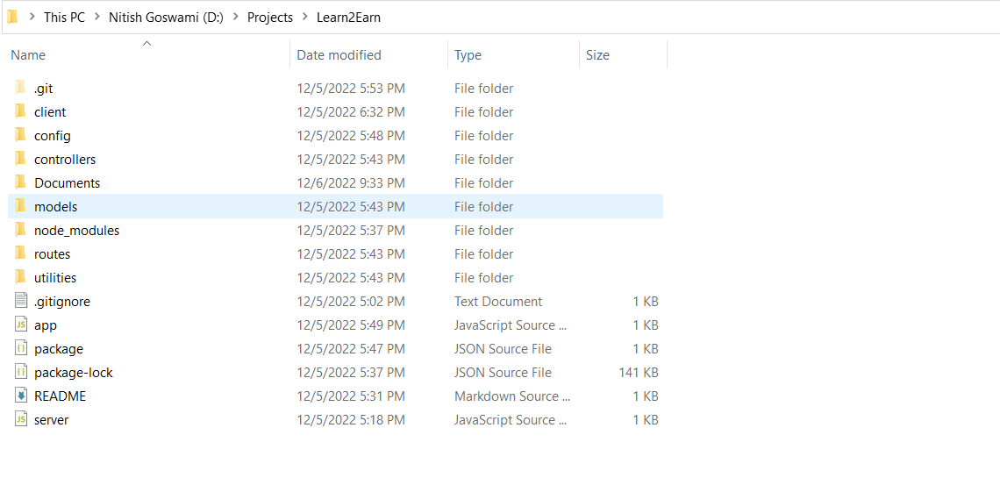 This PC > Nitish Goswami (D:) > Projects > Learn2Earn
Name Date modified Type Size
.git 12/5/2022 5:53 PM File folder
client 12/5/2022 6:32 PM File folder
config 12/5/2022 5:48 PM File folder
controllers 12/5/2022 5:43 PM File folder
Documents 12/6/2022 9:33 PM File folder
models 12/5/2022 5:43 PM File folder
node_modules 12/5/2022 5:37 PM File folder
routes 12/5/2022 5:43 PM File folder
utilities 12/5/2022 5:43 PM File folder
.gitignore 12/5/2022 5:02 PM Text Document 1 KB
app 12/5/2022 5:49 PM JavaScript Source ... 1 KB
package 12/5/2022 5:47 PM JSON Source File 1 KB
package-lock 12/5/2022 5:37 PM JSON Source File 141 KB
README 12/5/2022 5:31 PM Markdown Source ... 1 KB
server 12/5/2022 5:18 PM JavaScript Source ... 1 KB